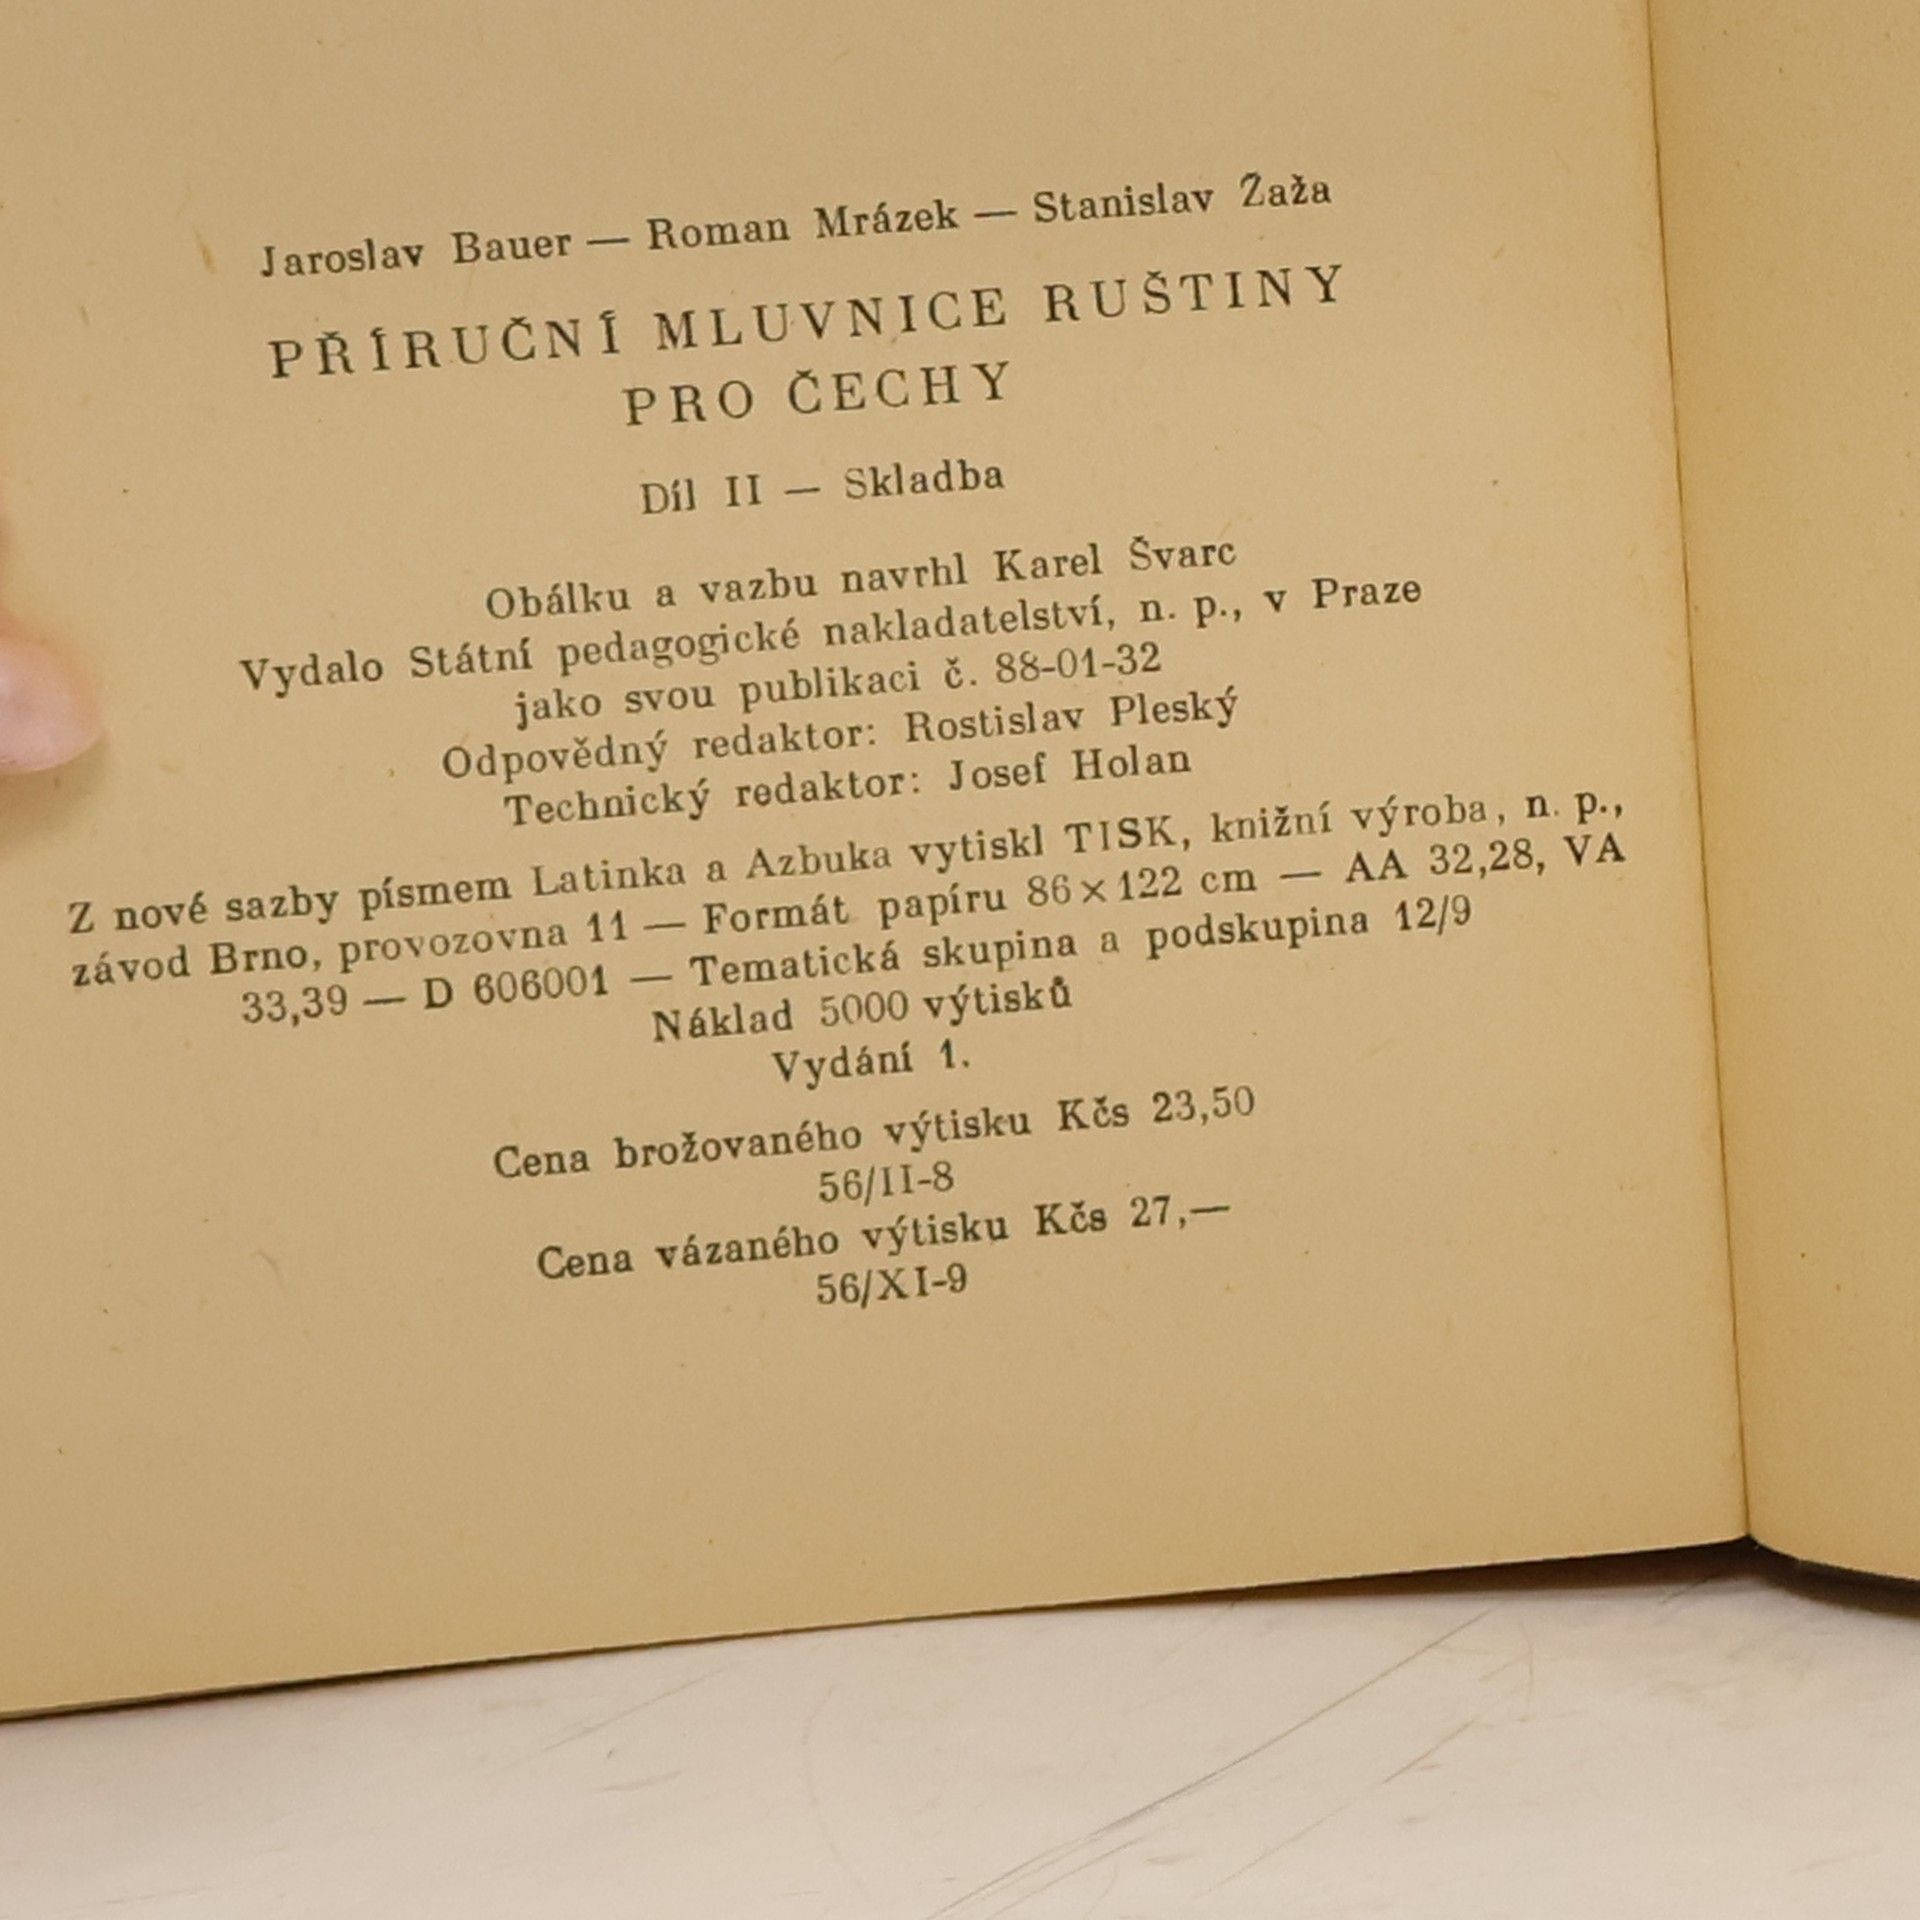 Jaroslav Bauer — Roman Mrázek — Stanislav Žaža
PŘÍRUČNÍ MLUVNICE RUŠTINY
PRO ČECHY
Díl II — Skladba
Obálku a vazbu navrhl Karel Švarc
Vydalo Státní pedagogické nakladatelství, n. p., v Praze
jako svou publikaci č. 88-01-32
Odpovědný redaktor: Rostislav Pleský
Technický redaktor: Josef Holan
Z nové sazby písmem Latinka a Azbuka vytiskl TISK, knižní výroba, n. p.,
závod Brno, provozovna 11 — Formát papíru 86×122 cm — AA 32,28, VA
33,39 — D 606001 — Tematická skupina a podskupina 12/9
Náklad 5000 výtisků
Vydání 1.
Cena brožovaného výtisku Kčs 23,50
56/II-8
Cena vázaného výtisku Kčs 27,—
56/XI-9